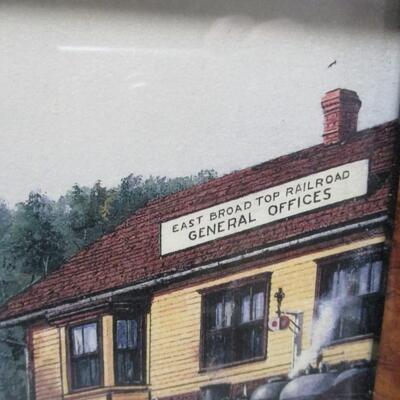 EAST BROAD TOP RAILROAD
GENERAL OFFICES